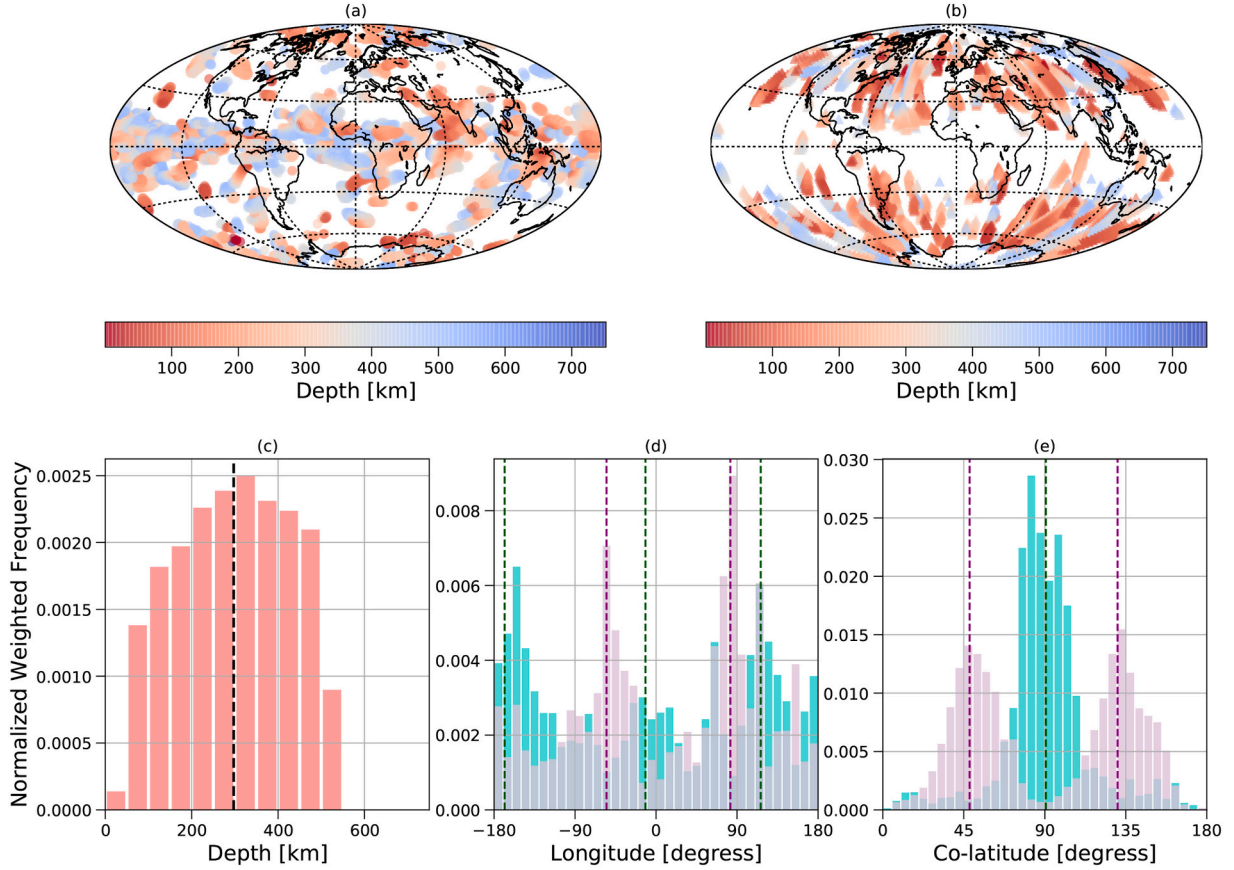 (a)
(b)
100 200 300 400 500 600 700
Depth [km]
100 200 300 400 500 600 700
Depth [km]
(c)
Normalized Weighted Frequency
0.0025
0.0020
0.0015
0.0010
0.0005
0.0000
0 200 400 600
Depth [km]
(d)
0.008
0.006
0.004
0.002
0.000
−180 −90 0 90 180
Longitude [degress]
(e)
0.030
0.025
0.020
0.015
0.010
0.005
0.000
0 45 90 135 180
Co-latitude [degress]